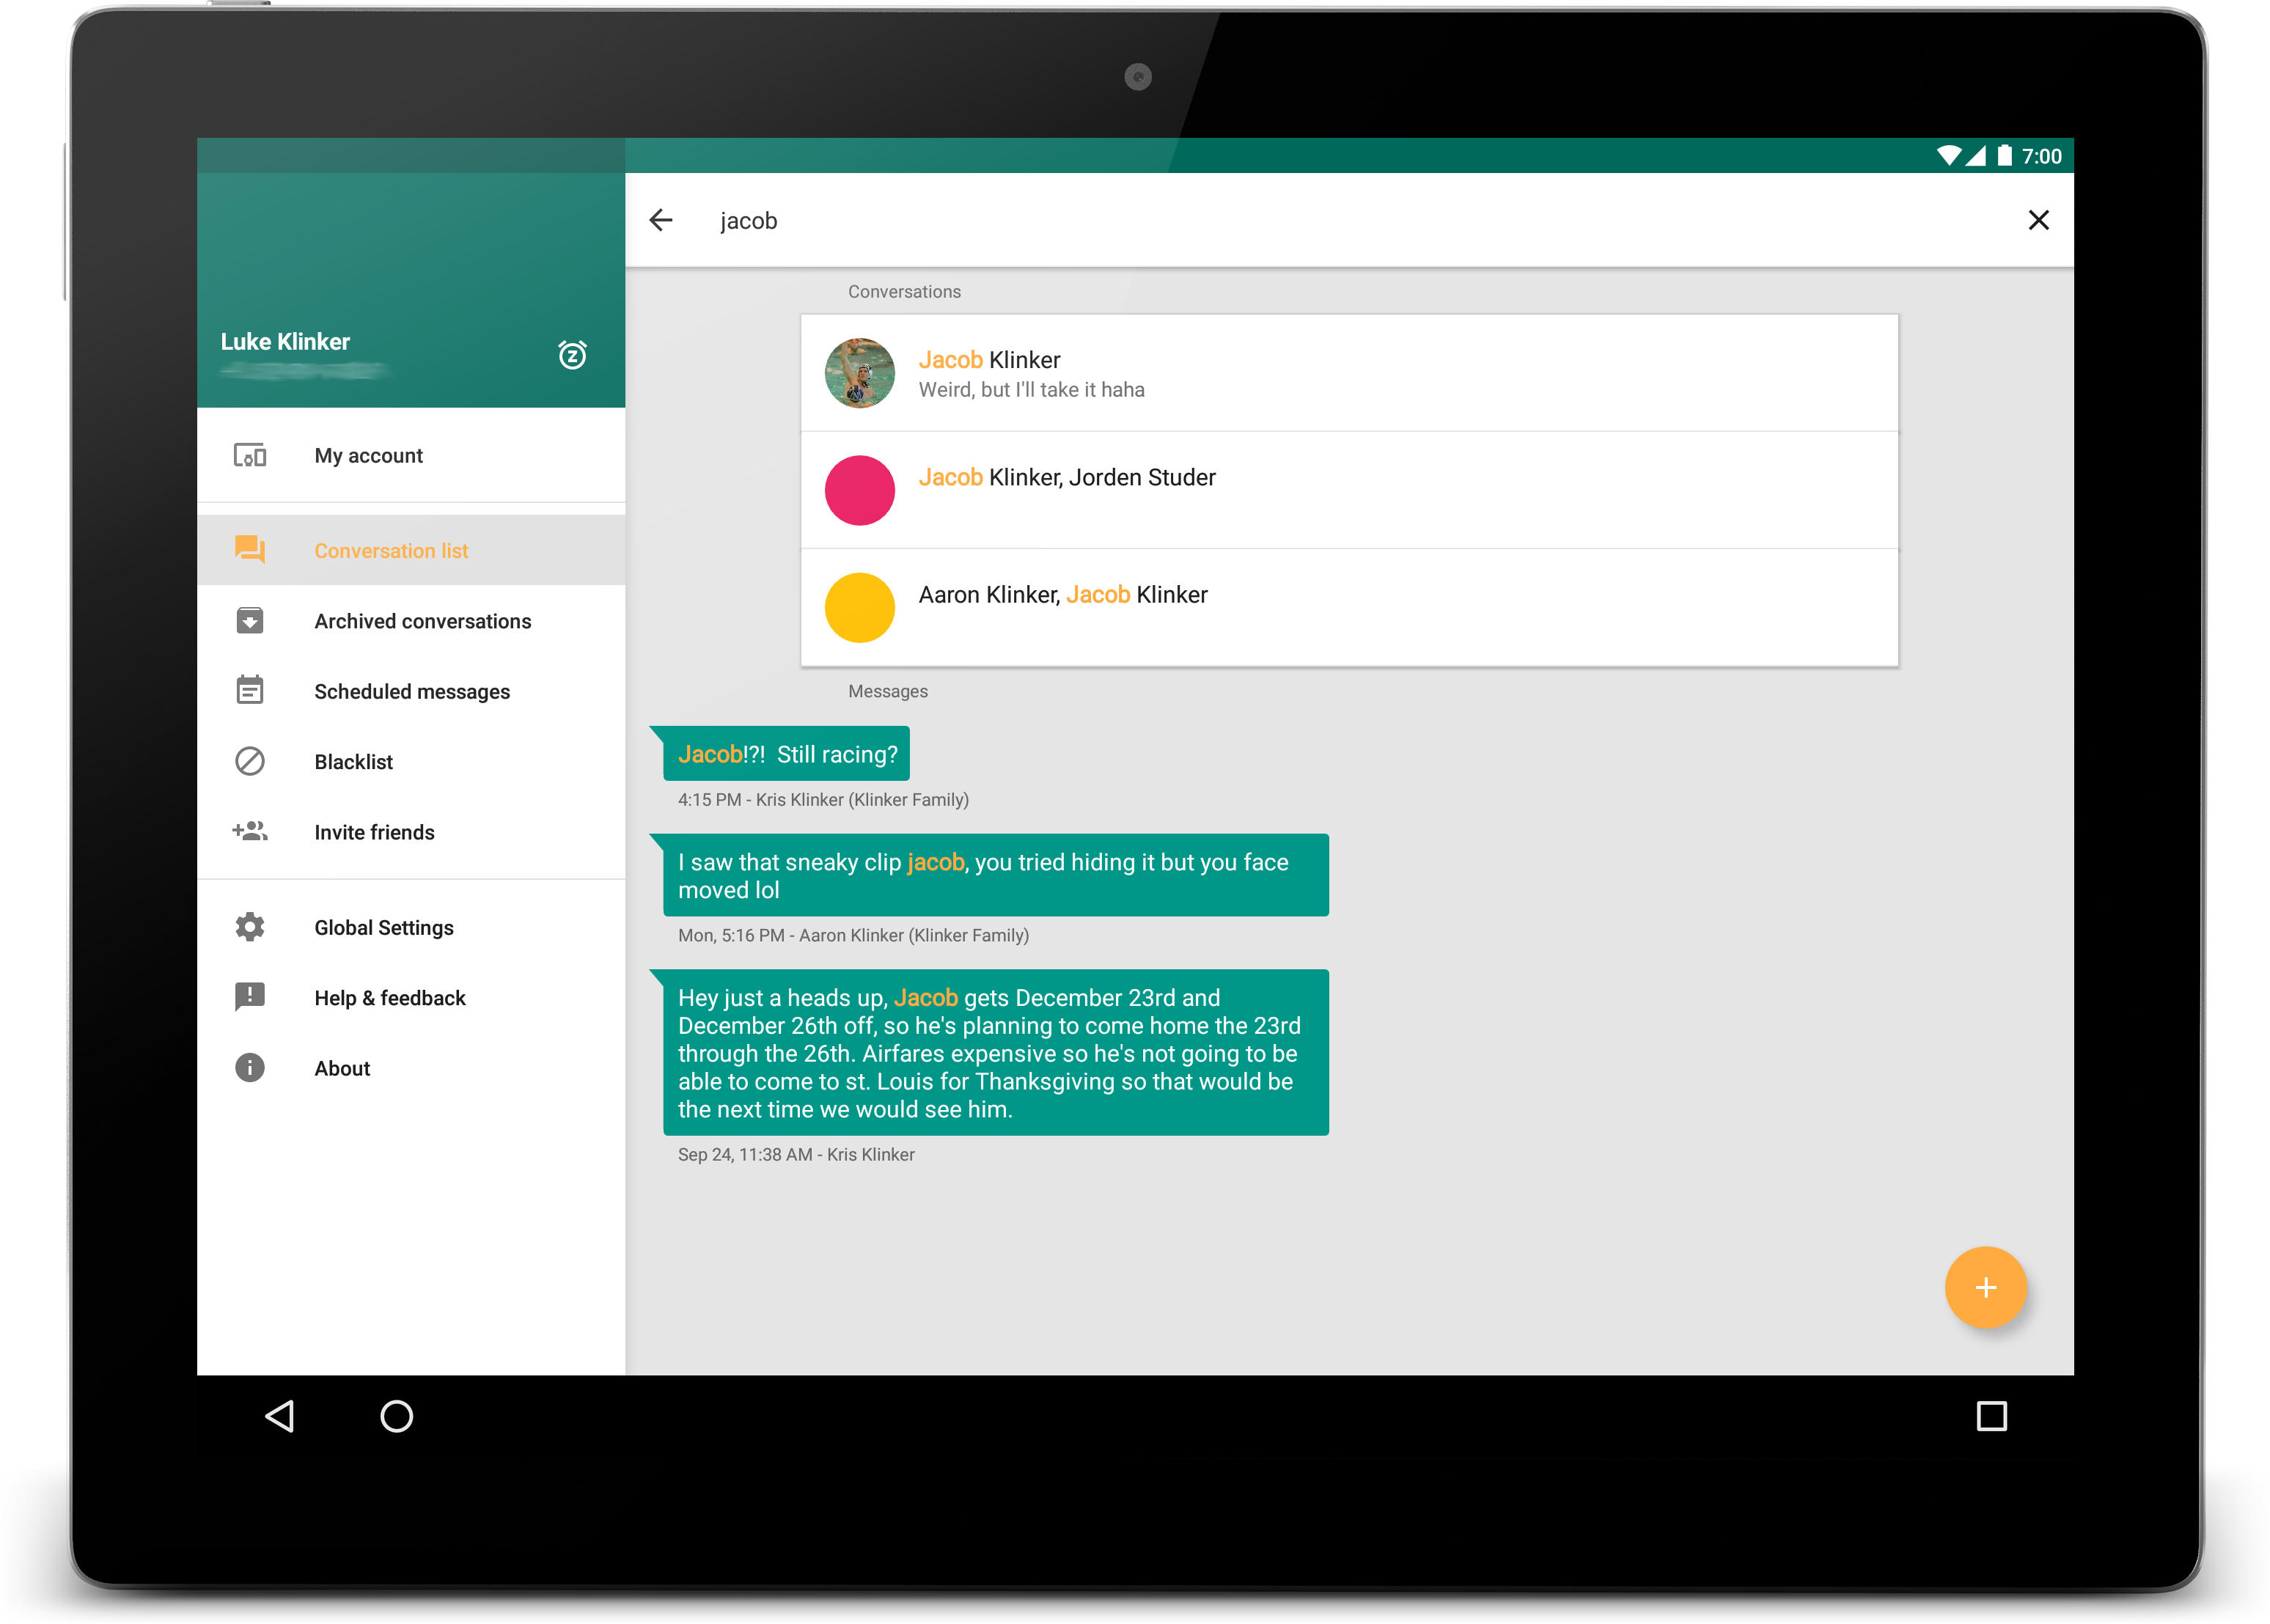 7:00
Luke Klinker
My account
Conversation list
Archived conversations
Scheduled messages
Blacklist
Invite friends
Global Settings
Help & feedback
About
jacob
Conversations
Jacob Klinker
Weird, but I'll take it haha
Jacob Klinker, Jorden Studer
Aaron Klinker, Jacob Klinker
Messages
Jacob!?!  Still racing?
4:15 PM - Kris Klinker (Klinker Family)
I saw that sneaky clip jacob, you tried hiding it but you face
moved lol
Mon, 5:16 PM - Aaron Klinker (Klinker Family)
Hey just a heads up, Jacob gets December 23rd and
December 26th off, so he's planning to come home the 23rd
through the 26th. Airfares expensive so he's not going to be
able to come to st. Louis for Thanksgiving so that would be
the next time we would see him.
Sep 24, 11:38 AM - Kris Klinker